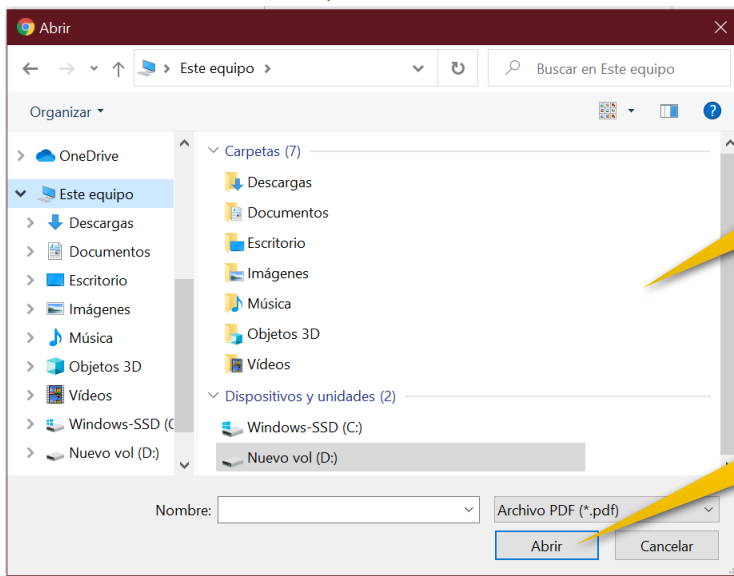 Abrir
Este equipo
Buscar en Este equipo
Organizar
OneDrive
Este equipo
Descargas
Documentos
Escritorio
Imágenes
Música
Objetos 3D
Vídeos
Windows-SSD (C
Nuevo vol (D:)
Carpetas (7)
Descargas
Documentos
Escritorio
Imágenes
Música
Objetos 3D
Vídeos
Dispositivos y unidades (2)
Windows-SSD (C:)
Nuevo vol (D:)
Nombre:
Archivo PDF (*.pdf)
Abrir Cancelar